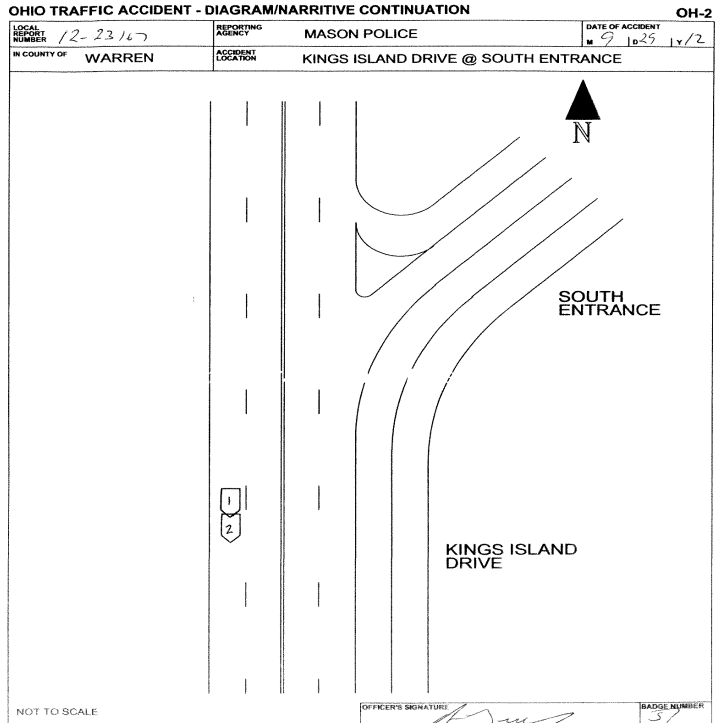 OHIO TRAFFIC ACCIDENT - DIAGRAM/NARRITIVE CONTINUATION
OH-2
LOCAL REPORT NUMBER 12-23167
REPORTING AGENCY MASON POLICE
DATE OF ACCIDENT
M 9 D 29 Y 12
IN COUNTY OF WARREN
ACCIDENT LOCATION KINGS ISLAND DRIVE @ SOUTH ENTRANCE
N
SOUTH
ENTRANCE
1
2
KINGS ISLAND
DRIVE
NOT TO SCALE
OFFICER'S SIGNATURE
BADGE NUMBER
37